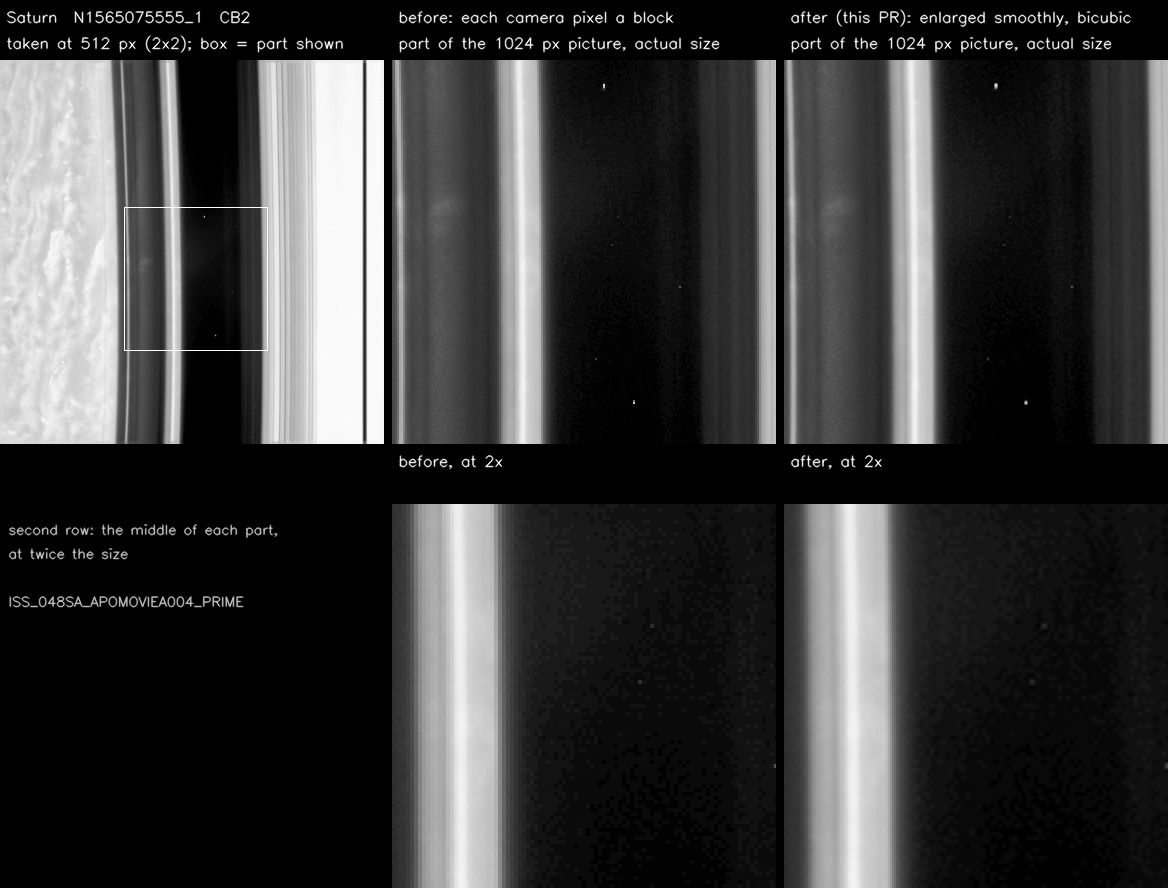 Saturn N1565075555_1 CB2
taken at 512 px (2x2); box = part shown
before: each camera pixel a block
part of the 1024 px picture, actual size
after (this PR): enlarged smoothly, bicubic
part of the 1024 px picture, actual size
before, at 2x
after, at 2x
second row: the middle of each part,
at twice the size
ISS_048SA_APOMOVIEA004_PRIME